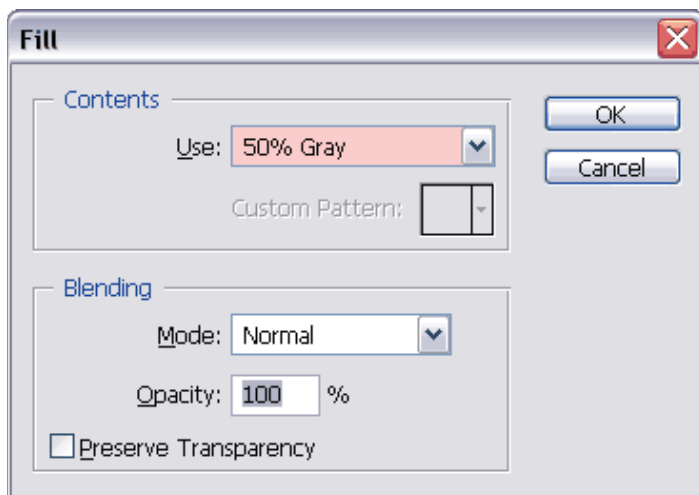 Fill
Contents
Use: 50% Gray
Custom Pattern:
OK
Cancel
Blending
Mode: Normal
Opacity: 100 %
Preserve Transparency